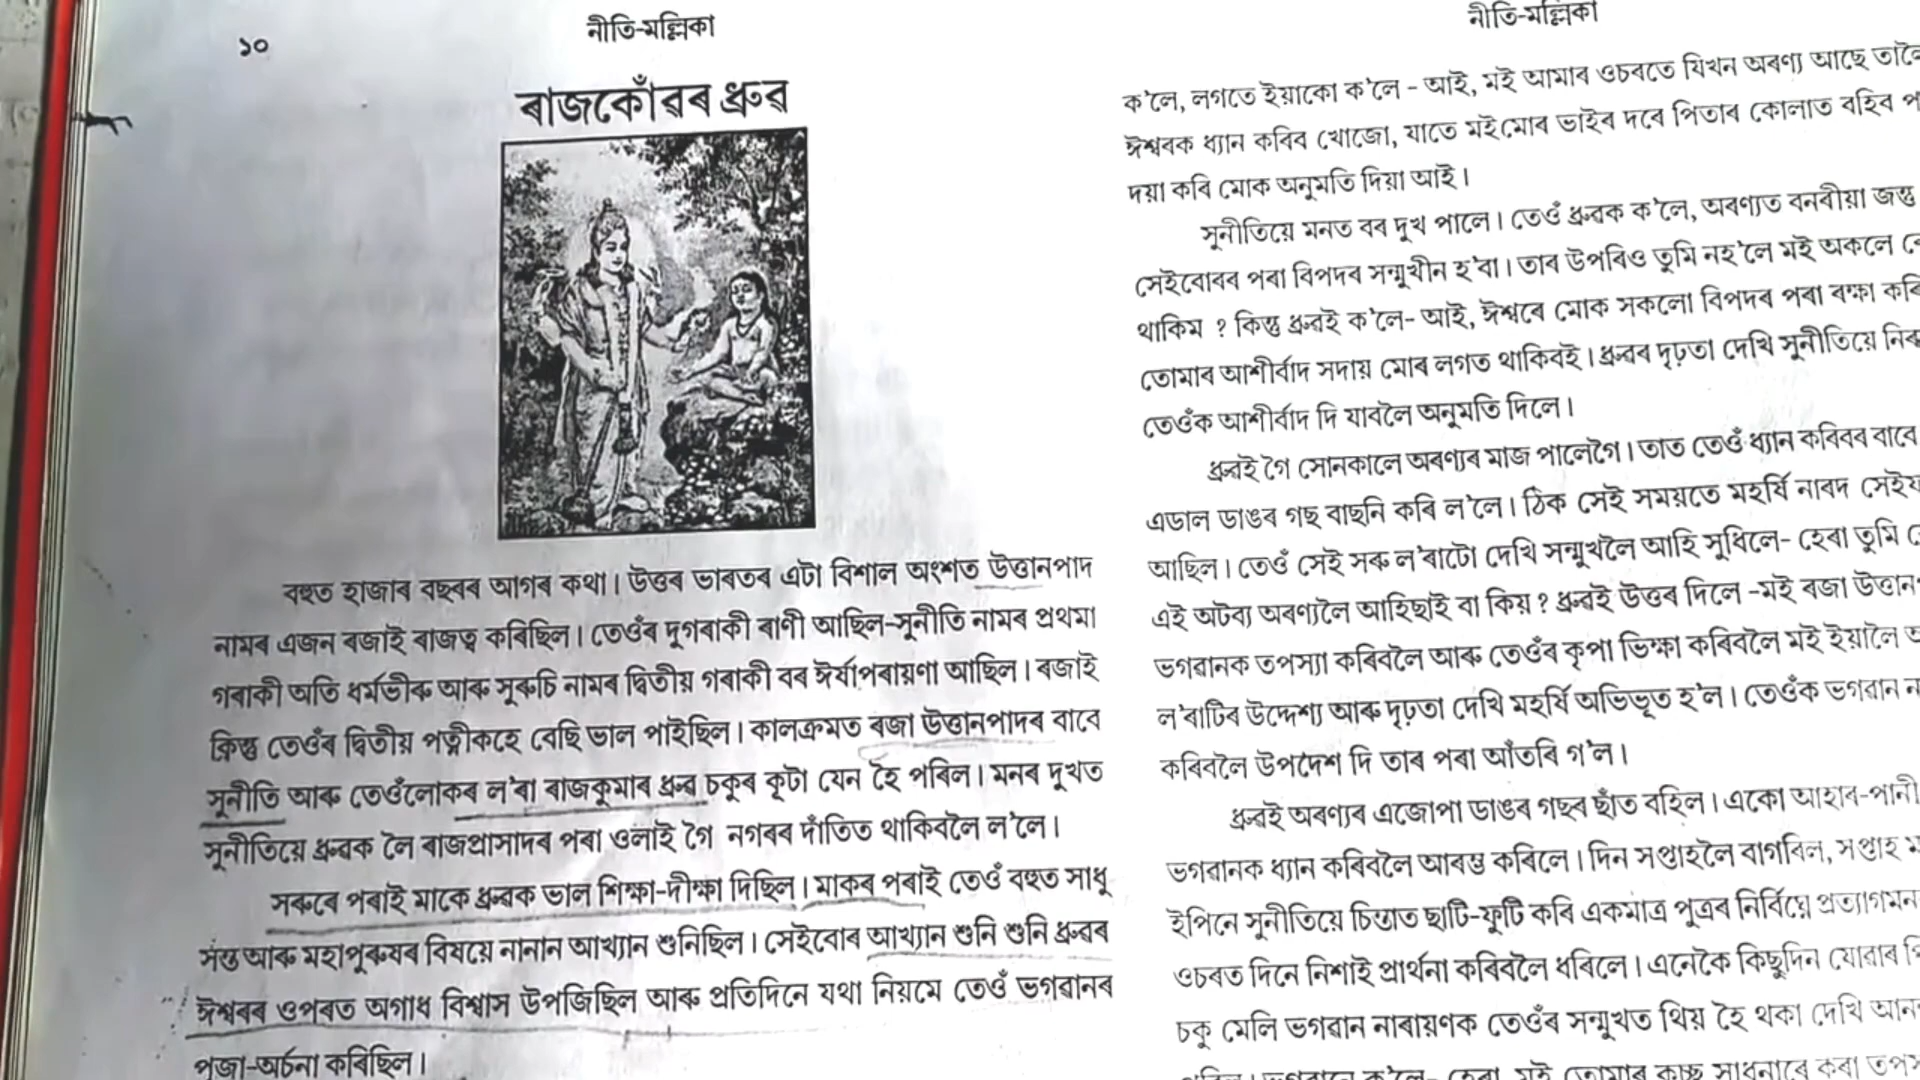 ১০
নীতি-মল্লিকা
ৰাজকোঁৱৰ ধ্ৰুৱ
বহুত হাজাৰ বছৰৰ আগৰ কথা। উত্তৰ ভাৰতৰ এটা বিশাল অংশত উত্তানপাদ
নামৰ এজন ৰজাই ৰাজত্ব কৰিছিল। তেওঁৰ দুগৰাকী ৰাণী আছিল-সুনীতি নামৰ প্ৰথমা
গৰাকী অতি ধৰ্মভীৰু আৰু সুৰুচি নামৰ দ্বিতীয় গৰাকী বৰ ঈৰ্ষাপৰায়ণা আছিল। ৰজাই
কিন্তু তেওঁৰ দ্বিতীয় পত্নীকহে বেছি ভাল পাইছিল। কালক্ৰমত ৰজা উত্তানপাদৰ বাবে
সুনীতি আৰু তেওঁলোকৰ ল'ৰা ৰাজকুমাৰ ধ্ৰুৱ চকুৰ কূটা যেন হৈ পৰিল। মনৰ দুখত
সুনীতিয়ে ধ্ৰুৱক লৈ ৰাজপ্ৰাসাদৰ পৰা ওলাই গৈ নগৰৰ দাঁতিত থাকিবলৈ ল'লে।
সৰুৰে পৰাই মাকে ধ্ৰুৱক ভাল শিক্ষা-দীক্ষা দিছিল। মাকৰ পৰাই তেওঁ বহুত সাধু
সন্ত আৰু মহাপুৰুষৰ বিষয়ে নানান আখ্যান শুনিছিল। সেইবোৰ আখ্যান শুনি শুনি ধ্ৰুৱৰ
ঈশ্বৰৰ ওপৰত অগাধ বিশ্বাস উপজিছিল আৰু প্ৰতিদিনে যথা নিয়মে তেওঁ ভগৱানৰ
পূজা-অৰ্চনা কৰিছিল।
নীতি-মল্লিকা
ক'লে, লগতে ইয়াকো ক'লে - আই, মই আমাৰ ওচৰতে যিখন অৰণ্য আছে তালৈ
ঈশ্বৰক ধ্যান কৰিব খোজো, যাতে মই মোৰ ভাইৰ দৰে পিতাৰ কোলাত বহিব
দয়া কৰি মোক অনুমতি দিয়া আই।
সুনীতিয়ে মনত বৰ দুখ পালে। তেওঁ ধ্ৰুৱক ক'লে, অৰণ্যত বনৰীয়া জন্তু
সেইবোৰৰ পৰা বিপদৰ সন্মুখীন হ'বা। তাৰ উপৰিও তুমি নহ'লে মই অকলে
থাকিম ? কিন্তু ধ্ৰুৱই ক'লে- আই, ঈশ্বৰে মোক সকলো বিপদৰ পৰা ৰক্ষা
তোমাৰ আশীৰ্বাদ সদায় মোৰ লগত থাকিবই। ধ্ৰুৱৰ দৃঢ়তা দেখি সুনীতিয়ে
তেওঁক আশীৰ্বাদ দি যাবলৈ অনুমতি দিলে।
ধ্ৰুৱই গৈ সোনকালে অৰণ্যৰ মাজ পালেগৈ। তাত তেওঁ ধ্যান কৰিবৰ বাবে
এডাল ডাঙৰ গছ বাছনি কৰি ল'লে। ঠিক সেই সময়তে মহৰ্ষি নাৰদ
আছিল। তেওঁ সেই সৰু ল'ৰাটো দেখি সন্মুখলৈ আহি সুধিলে- হেৰা তুমি
এই অটব্য অৰণ্যলৈ আহিছাই বা কিয় ? ধ্ৰুৱই উত্তৰ দিলে -মই ৰজা
ভগৱানক তপস্যা কৰিবলৈ আৰু তেওঁৰ কৃপা ভিক্ষা কৰিবলৈ মই ইয়ালৈ
ল'ৰাটিৰ উদ্দেশ্য আৰু দৃঢ়তা দেখি মহৰ্ষি অভিভূত হ'ল। তেওঁক ভগৱান
কৰিবলৈ উপদেশ দি তাৰ পৰা আঁতৰি গ'ল।
ধ্ৰুৱই অৰণ্যৰ এজোপা ডাঙৰ গছৰ ছাঁত বহিল। একো আহাৰ-পানী
ভগৱানক ধ্যান কৰিবলৈ আৰম্ভ কৰিলে। দিন সপ্তাহলৈ বাগৰিল, সপ্তাহ
ইপিনে সুনীতিয়ে চিন্তাত ছাটি-ফুটি কৰি একমাত্ৰ পুত্ৰৰ নিৰ্বিঘ্নে প্ৰত্যাগমন
ওচৰত দিনে নিশাই প্ৰাৰ্থনা কৰিবলৈ ধৰিলে। এনেকৈ কিছুদিন যোৱাৰ
চকু মেলি ভগৱান নাৰায়ণক তেওঁৰ সন্মুখত থিয় হৈ থকা দেখি